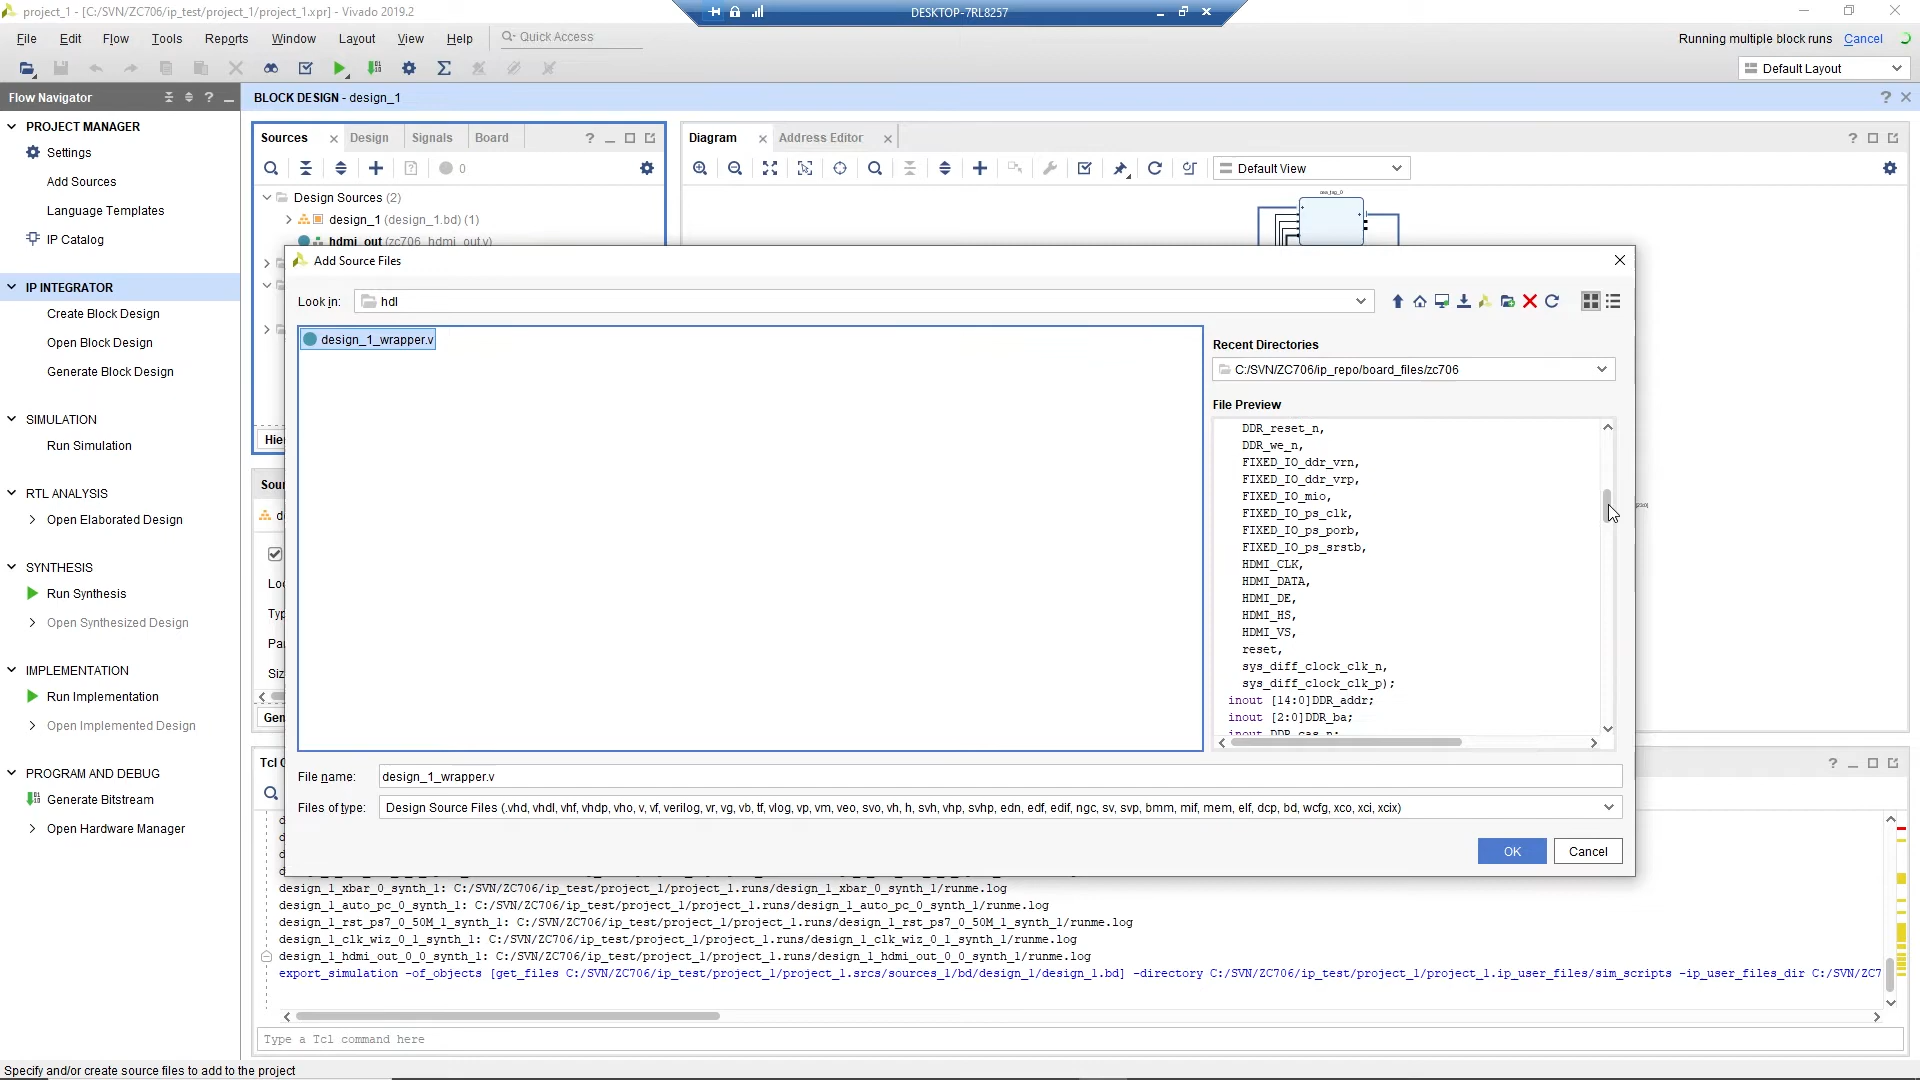 project_1 - [C:/SVN/ZC706/ip_test/project_1/project_1.xpr] - Vivado 2019.2
DESKTOP-7RL8257
File Edit Flow Tools Reports Window Layout View Help
Quick Access
Running multiple block runs Cancel
Default Layout
Flow Navigator
BLOCK DESIGN - design_1
PROJECT MANAGER
Settings
Add Sources
Language Templates
IP Catalog
IP INTEGRATOR
Create Block Design
Open Block Design
Generate Block Design
SIMULATION
Run Simulation
RTL ANALYSIS
Open Elaborated Design
SYNTHESIS
Run Synthesis
Open Synthesized Design
IMPLEMENTATION
Run Implementation
Open Implemented Design
PROGRAM AND DEBUG
Generate Bitstream
Open Hardware Manager
Sources Design Signals Board
0
Design Sources (2)
design_1 (design_1.bd) (1)
hdmi_out (zc706_hdmi_out.v)
Hie
Sour
Loc
Typ
Par
Siz
Gen
Diagram Address Editor
Default View
Add Source Files
Look in: hdl
design_1_wrapper.v
Recent Directories
C:/SVN/ZC706/ip_repo/board_files/zc706
File Preview
DDR_reset_n,
DDR_we_n,
FIXED_IO_ddr_vrn,
FIXED_IO_ddr_vrp,
FIXED_IO_mio,
FIXED_IO_ps_clk,
FIXED_IO_ps_porb,
FIXED_IO_ps_srstb,
HDMI_CLK,
HDMI_DATA,
HDMI_DE,
HDMI_HS,
HDMI_VS,
reset,
sys_diff_clock_clk_n,
sys_diff_clock_clk_p);
inout [14:0]DDR_addr;
inout [2:0]DDR_ba;
inout DDR_cas_n;
File name: design_1_wrapper.v
Files of type: Design Source Files (.vhd, vhdl, vhf, vhdp, vho, v, vf, verilog, vr, vg, vb, tf, vlog, vp, vm, veo, svo, vh, h, svh, vhp, svhp, edn, edf, edif, ngc, sv, svp, bmm, mif, mem, elf, dcp, bd, wcfg, xco, xci, xcix)
OK Cancel
Tcl C
design_1_xbar_0_synth_1: C:/SVN/ZC706/ip_test/project_1/project_1.runs/design_1_xbar_0_synth_1/runme.log
design_1_auto_pc_0_synth_1: C:/SVN/ZC706/ip_test/project_1/project_1.runs/design_1_auto_pc_0_synth_1/runme.log
design_1_rst_ps7_0_50M_1_synth_1: C:/SVN/ZC706/ip_test/project_1/project_1.runs/design_1_rst_ps7_0_50M_1_synth_1/runme.log
design_1_clk_wiz_0_1_synth_1: C:/SVN/ZC706/ip_test/project_1/project_1.runs/design_1_clk_wiz_0_1_synth_1/runme.log
design_1_hdmi_out_0_0_synth_1: C:/SVN/ZC706/ip_test/project_1/project_1.runs/design_1_hdmi_out_0_0_synth_1/runme.log
export_simulation -of_objects [get_files C:/SVN/ZC706/ip_test/project_1/project_1.srcs/sources_1/bd/design_1/design_1.bd] -directory C:/SVN/ZC706/ip_test/project_1/project_1.ip_user_files/sim_scripts -ip_user_files_dir C:/SVN/ZC7
Type a Tcl command here
Specify and/or create source files to add to the project